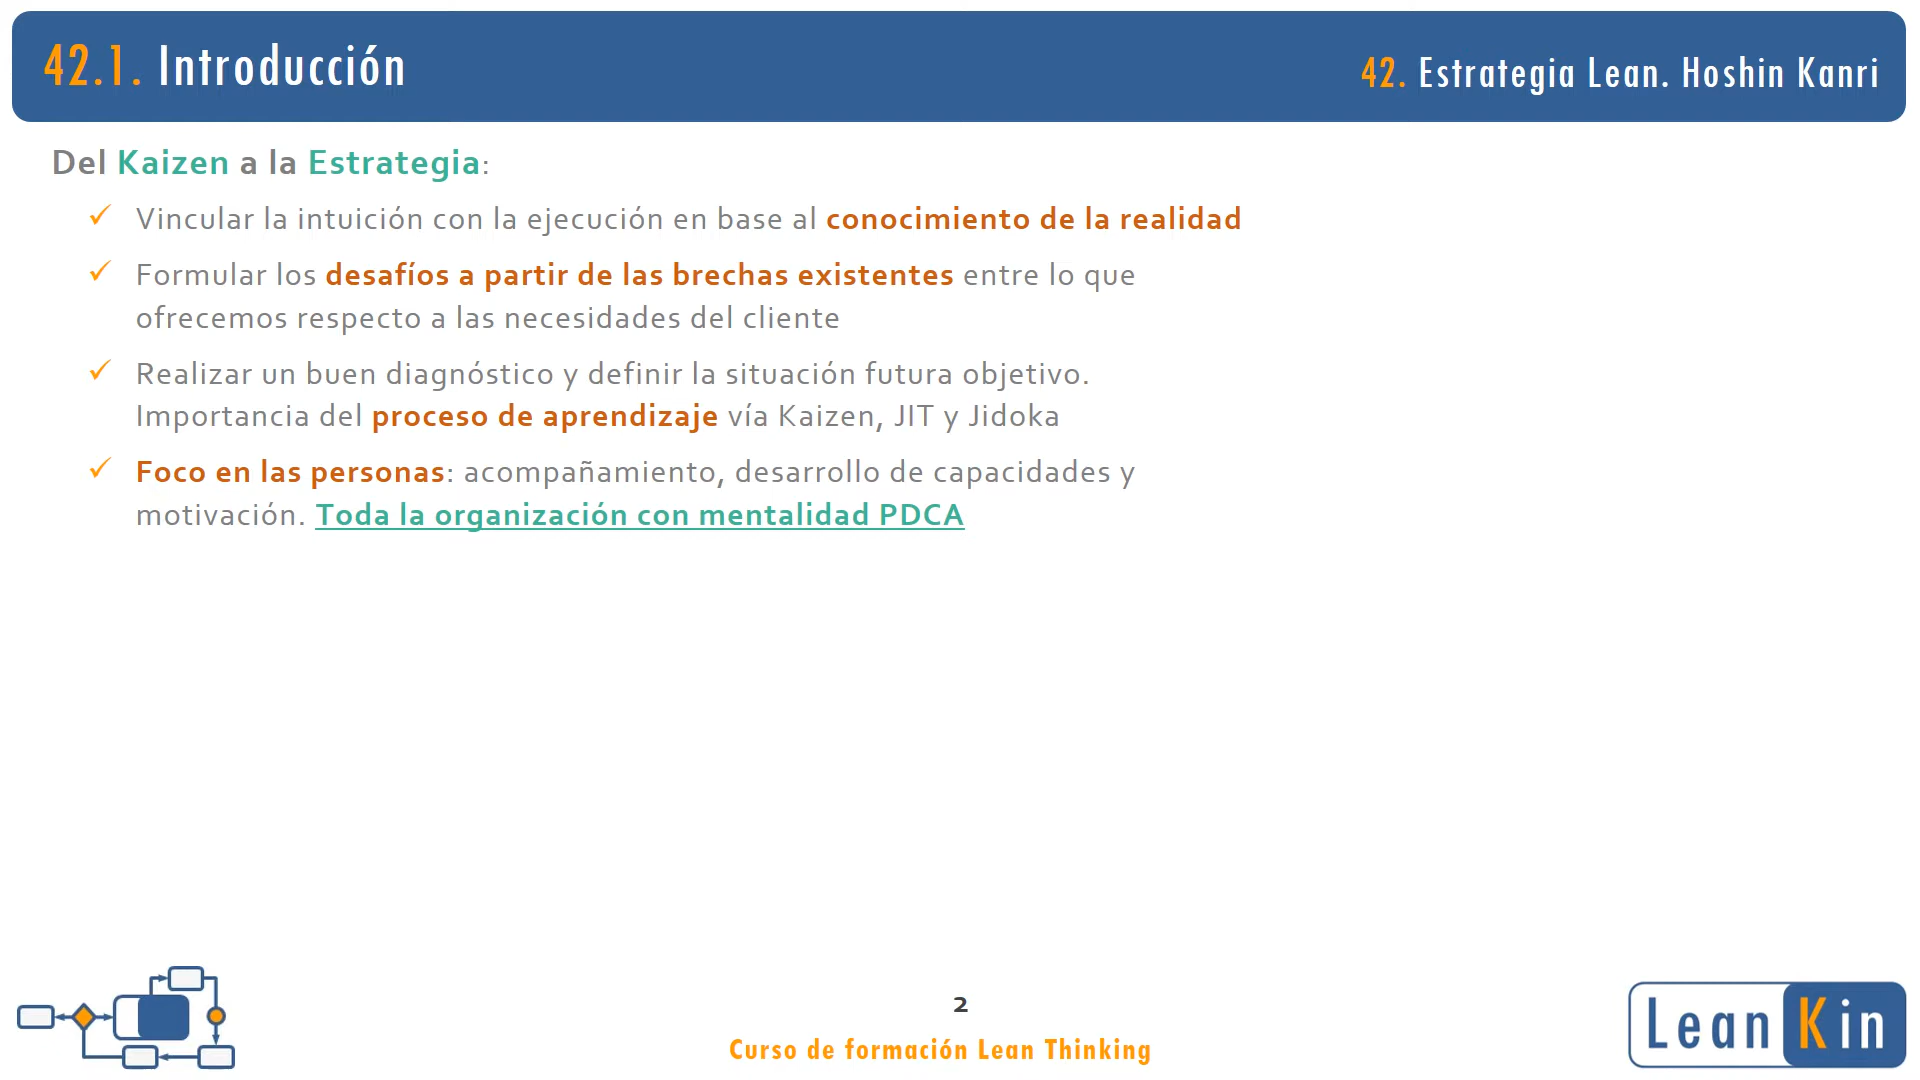 42.1. Introducción
42. Estrategia Lean. Hoshin Kanri
Del Kaizen a la Estrategia:
Vincular la intuición con la ejecución en base al conocimiento de la realidad
Formular los desafíos a partir de las brechas existentes entre lo que
ofrecemos respecto a las necesidades del cliente
Realizar un buen diagnóstico y definir la situación futura objetivo.
Importancia del proceso de aprendizaje vía Kaizen, JIT y Jidoka
Foco en las personas: acompañamiento, desarrollo de capacidades y
motivación. Toda la organización con mentalidad PDCA
2
Curso de formación Lean Thinking
LeanKin